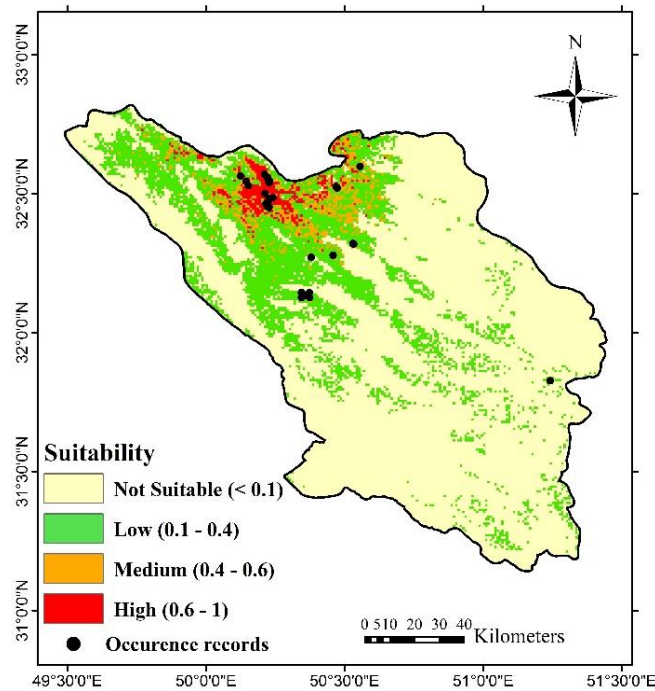 N
33°0'0"N
32°30'0"N
32°0'0"N
31°30'0"N
31°0'0"N
Suitability
Not Suitable (< 0.1)
Low (0.1 - 0.4)
Medium (0.4 - 0.6)
High (0.6 - 1)
Occurence records
0 5 10 20 30 40
Kilometers
49°30'0"E 50°0'0"E 50°30'0"E 51°0'0"E 51°30'0"E